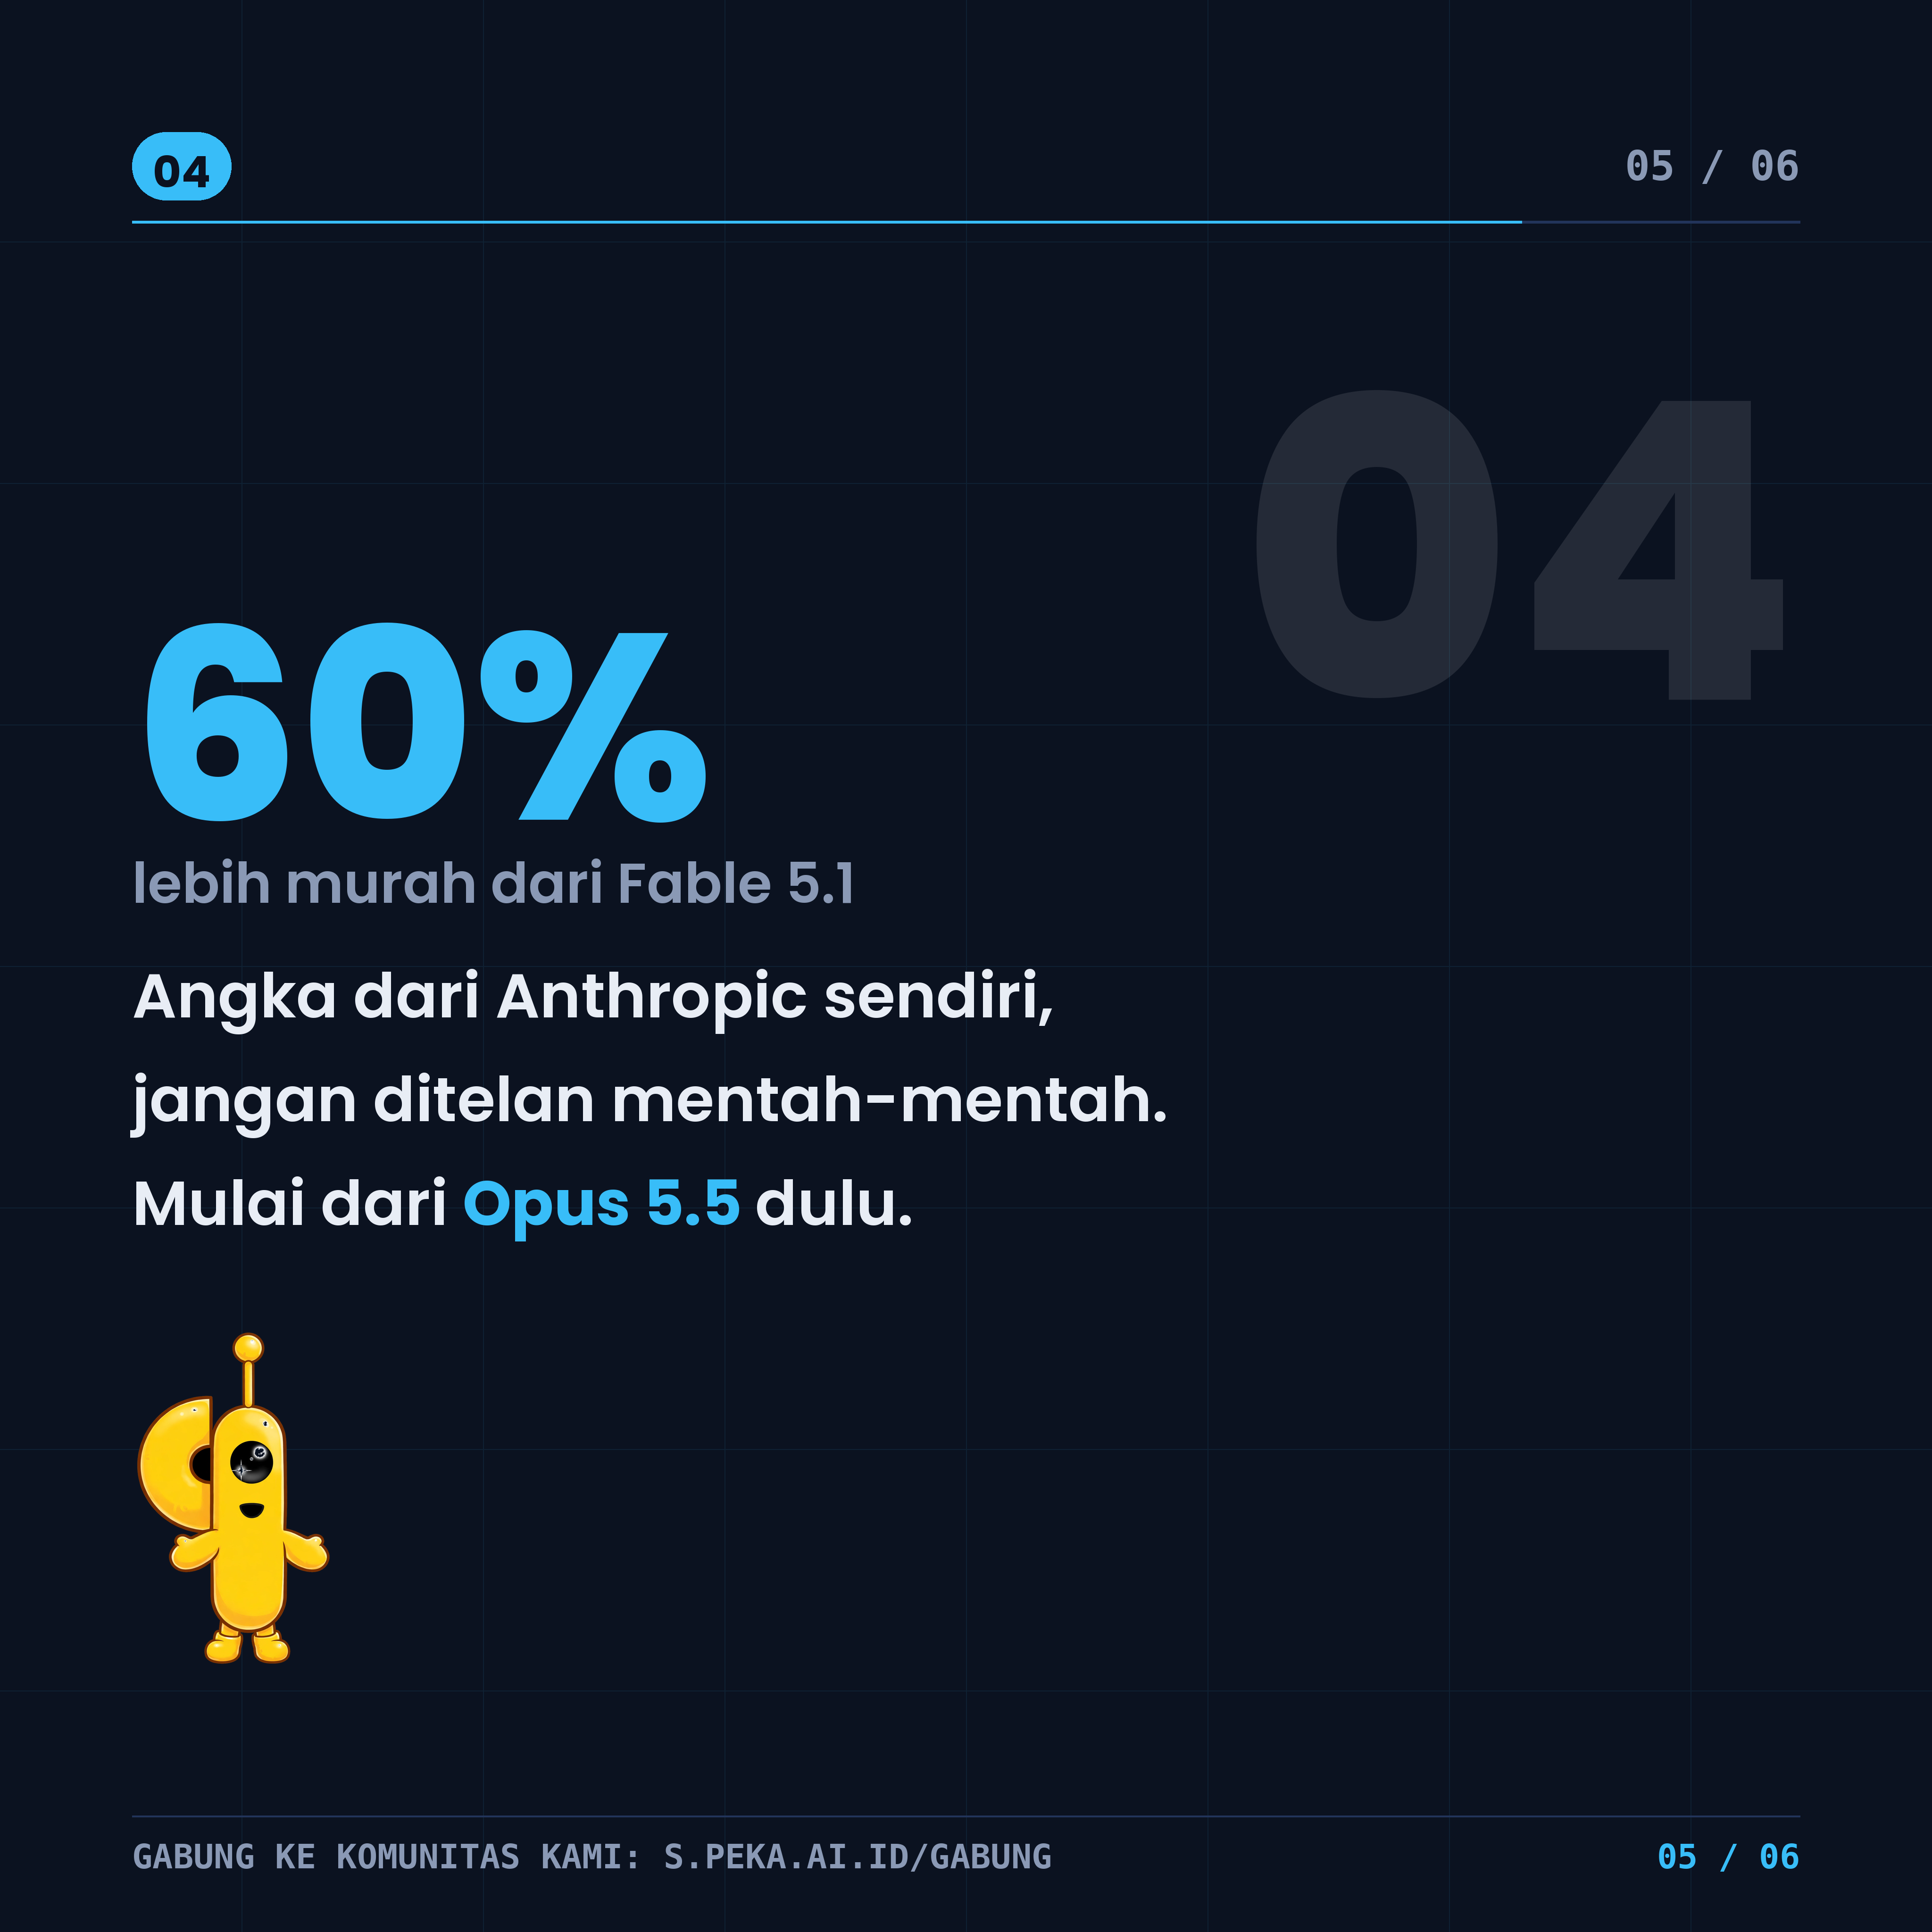 04
05 / 06
04
60%
lebih murah dari Fable 5.1
Angka dari Anthropic sendiri,
jangan ditelan mentah-mentah.
Mulai dari Opus 5.5 dulu.
GABUNG KE KOMUNITAS KAMI: S.PEKA.AI.ID/GABUNG
05 / 06